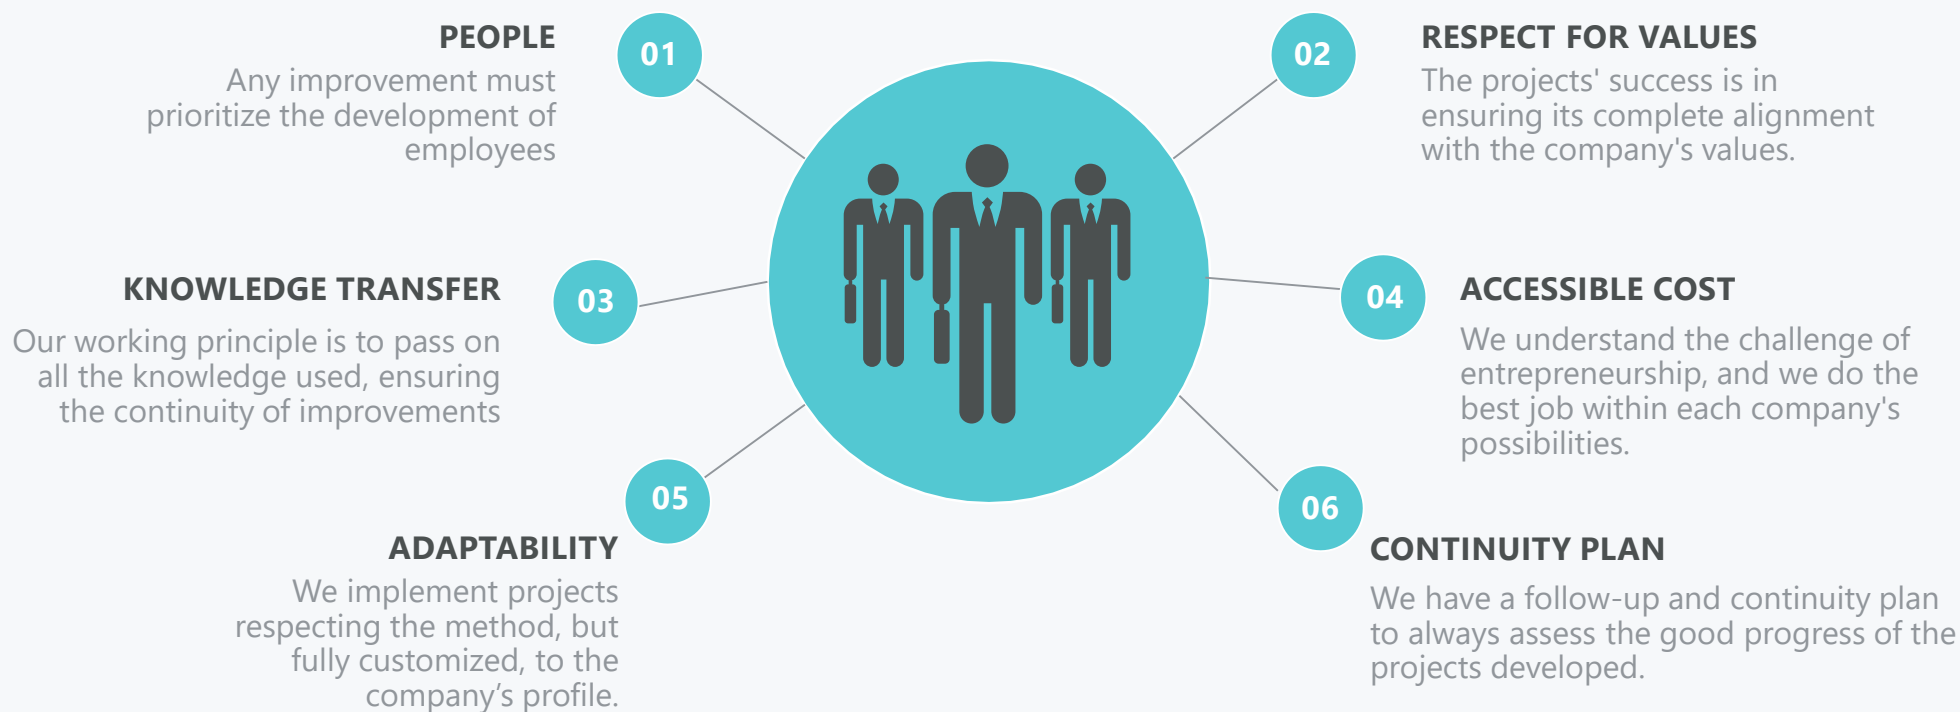 01
PEOPLE
Any improvement must
prioritize the development of
employees
02
RESPECT FOR VALUES
The projects' success is in
ensuring its complete alignment
with the company's values.
03
KNOWLEDGE TRANSFER
Our working principle is to pass on
all the knowledge used, ensuring
the continuity of improvements
04
ACCESSIBLE COST
We understand the challenge of
entrepreneurship, and we do the
best job within each company's
possibilities.
05
ADAPTABILITY
We implement projects
respecting the method, but
fully customized, to the
company’s profile.
06
CONTINUITY PLAN
We have a follow-up and continuity plan
to always assess the good progress of the
projects developed.